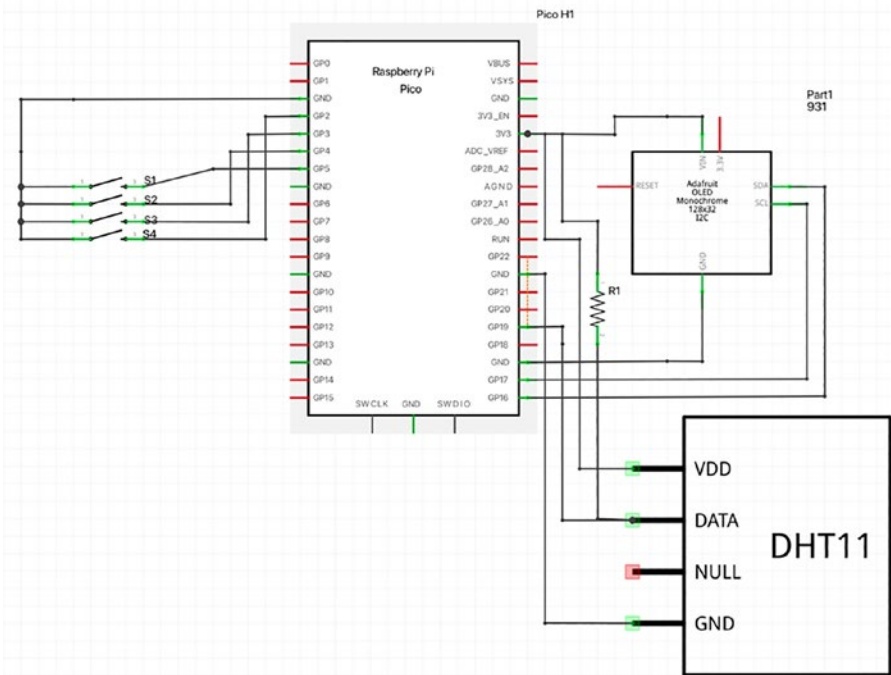 Pico H1
Raspberry Pi
Pico
GP0
GP1
GND
GP2
GP3
GP4
GP5
GND
GP6
GP7
GP8
GP9
GND
GP10
GP11
GP12
GP13
GND
GP14
GP15
SWCLK
GND
SWDIO
VBUS
VSYS
GND
3V3_EN
3V3
ADC_VREF
GP28_A2
AGND
GP27_A1
GP26_A0
RUN
GP22
GND
GP21
GP20
GP19
GP18
GND
GP17
GP16
S1
S2
S3
S4
R1
Part1
931
VIN
3.3V
RESET
Adafruit
OLED
Monochrome
128x32
I2C
SDA
SCL
GND
VDD
DATA
NULL
GND
DHT11